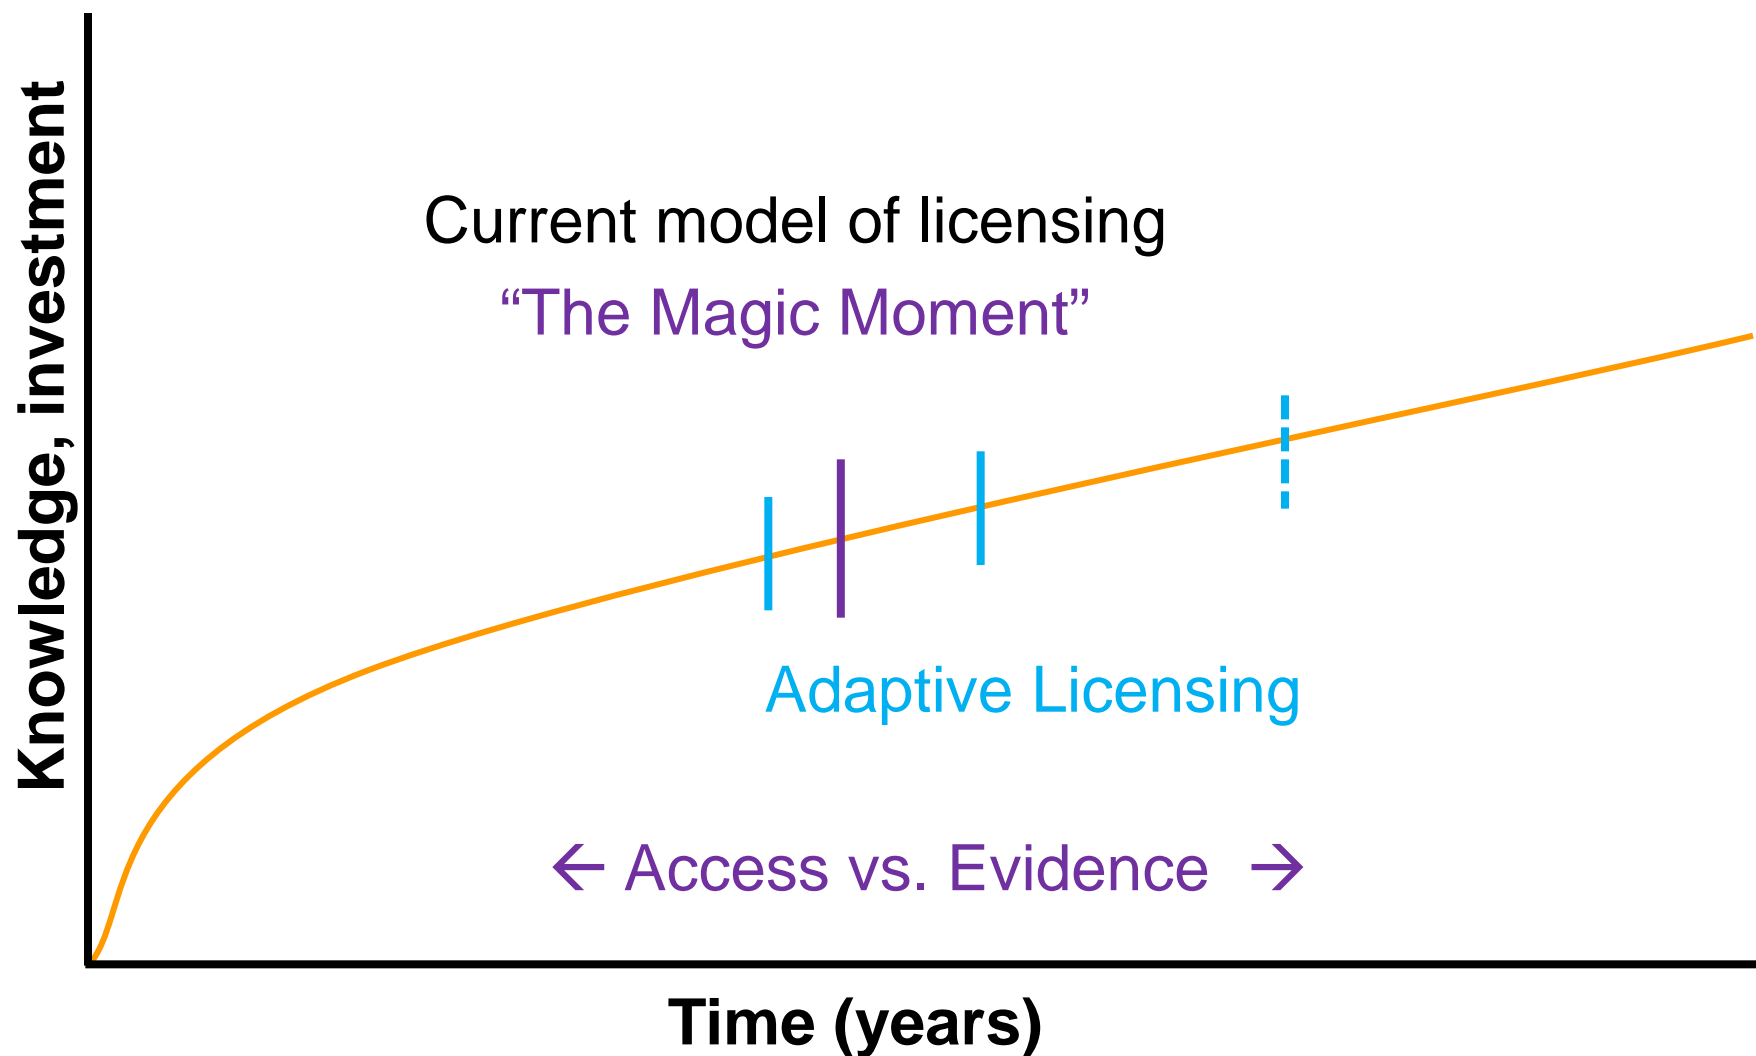 Knowledge, investment
Current model of licensing
“The Magic Moment”
Adaptive Licensing
← Access vs. Evidence →
Time (years)